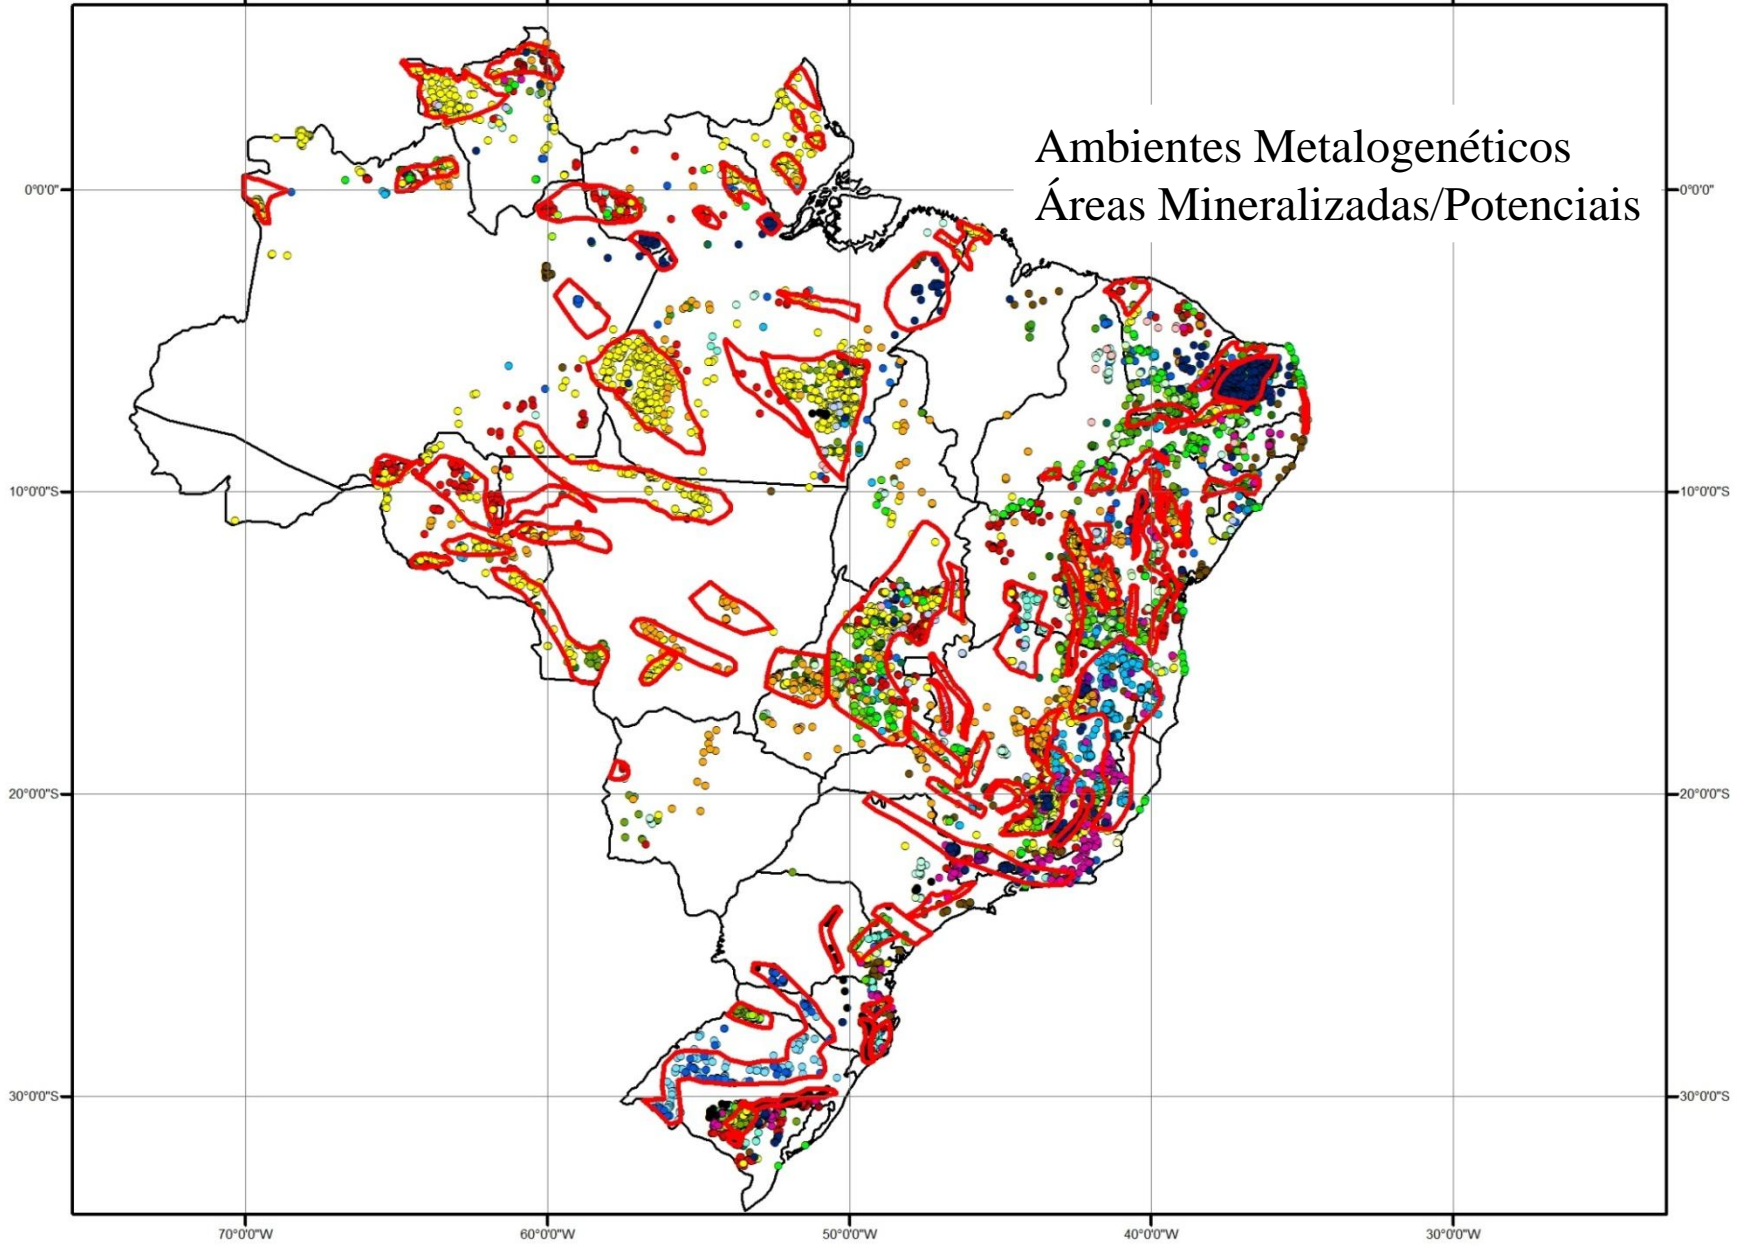 Ambientes Metalogenéticos
Áreas Mineralizadas/Potenciais
0°0'0"
0°0'0"
10°0'0"S
10°0'0"S
20°0'0"S
20°0'0"S
30°0'0"S
30°0'0"S
70°0'0"W
60°0'0"W
50°0'0"W
40°0'0"W
30°0'0"W